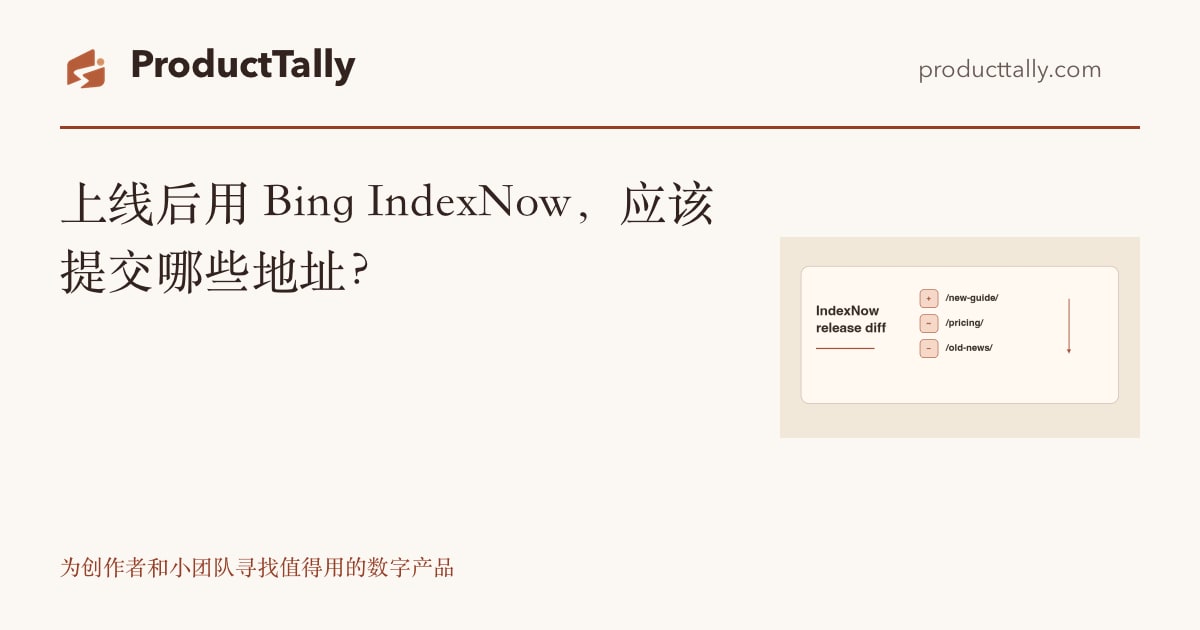 ProductTally
producttally.com
上线后用 Bing IndexNow，应该
提交哪些地址？
IndexNow
release diff
+ /new-guide/
~ /pricing/
− /old-news/
为创作者和小团队寻找值得用的数字产品